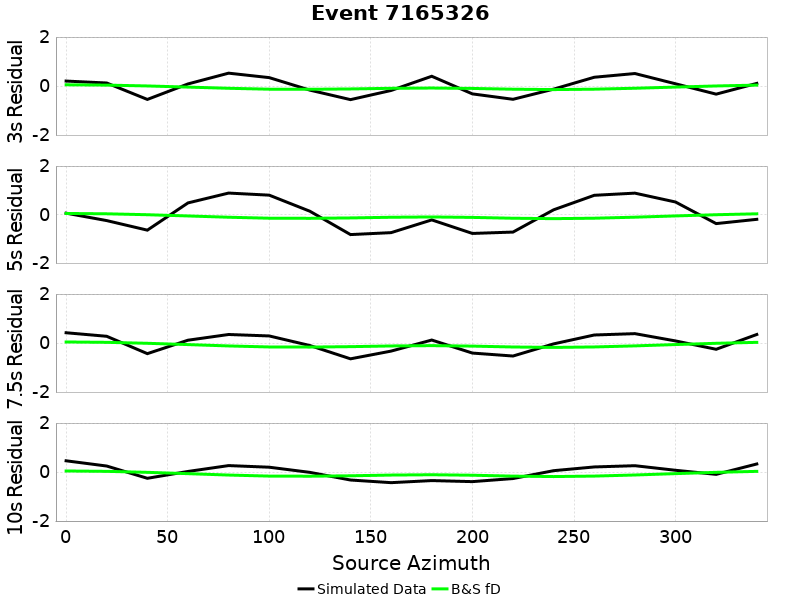 Event 7165326
3s Residual
2
0
-2
5s Residual
2
0
-2
7.5s Residual
2
0
-2
10s Residual
2
0
-2
0 50 100 150 200 250 300
Source Azimuth
Simulated Data B&S fD